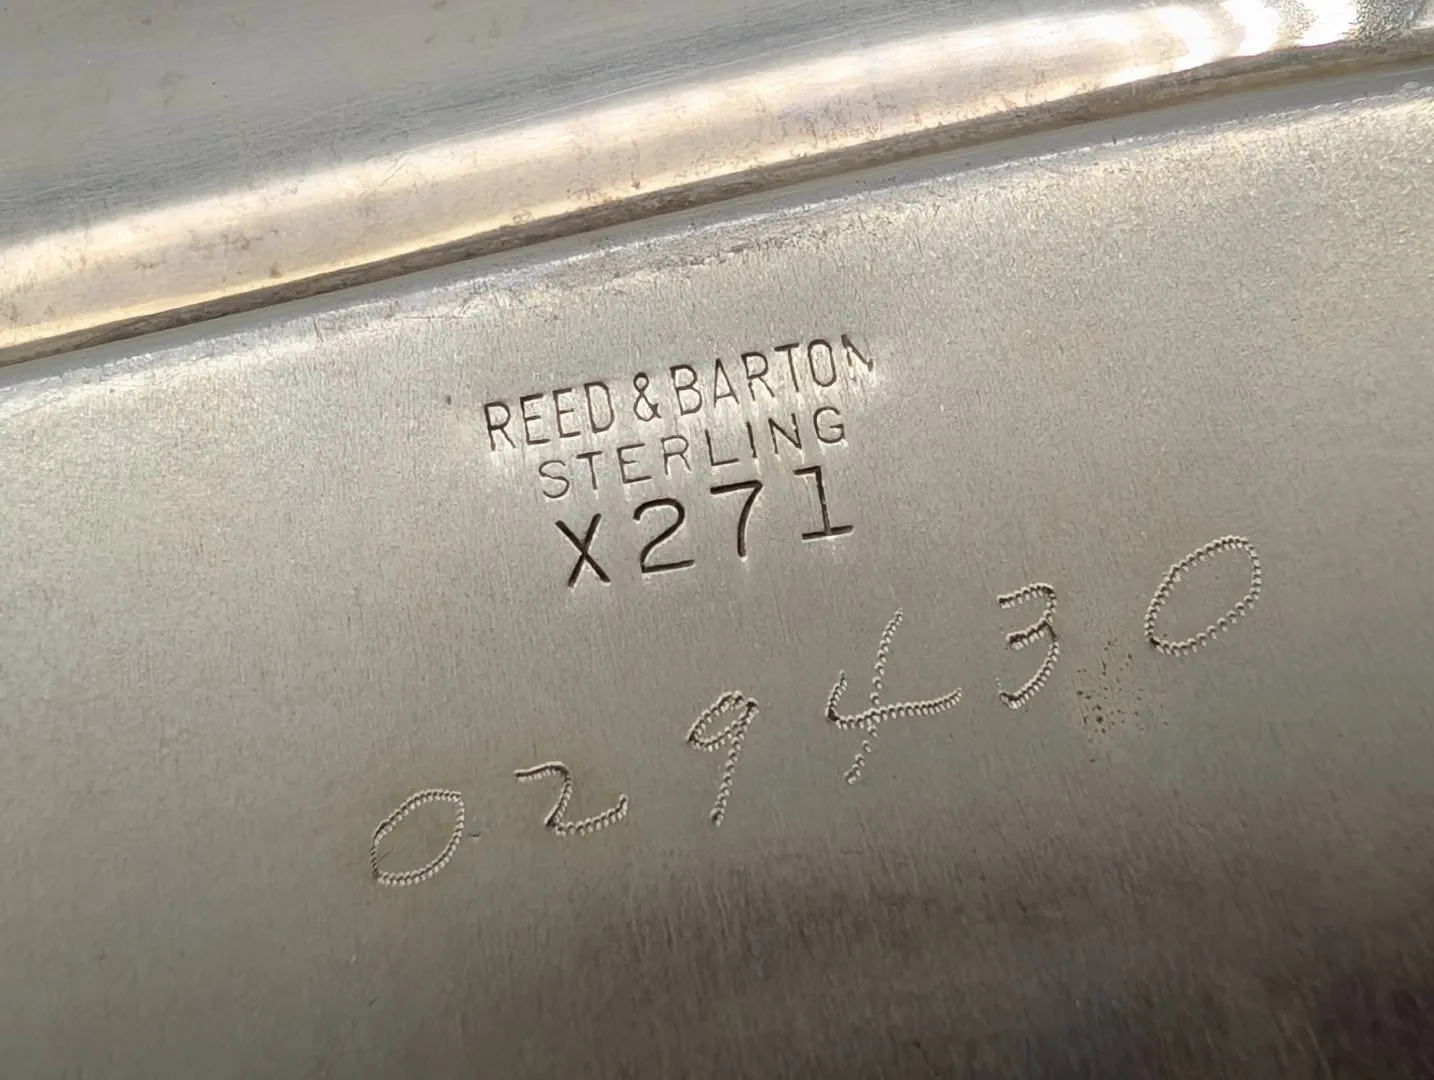 REED & BARTON
STERLING
X271
029430